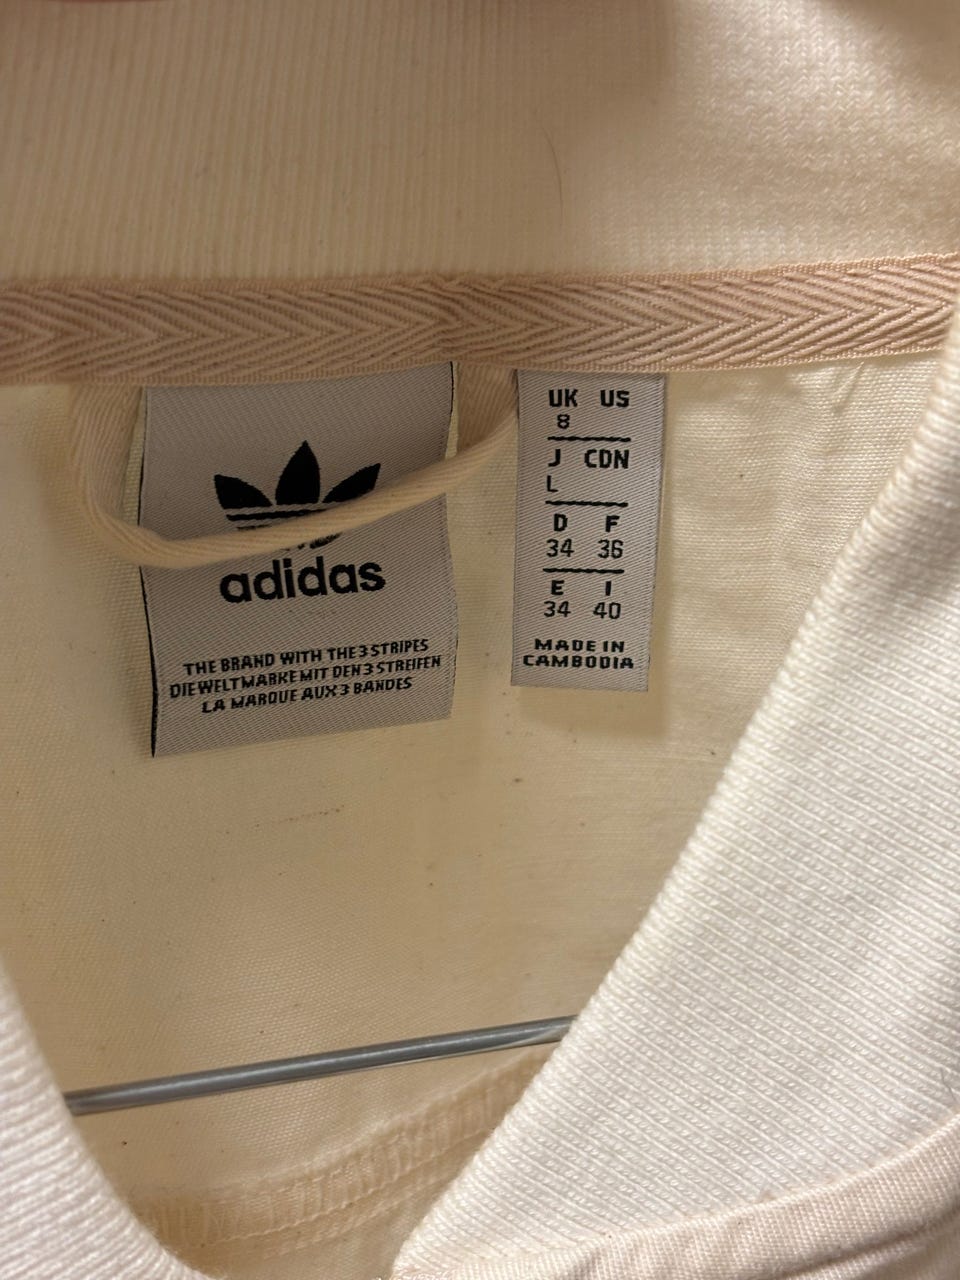 adidas
THE BRAND WITH THE 3 STRIPES
DIE WELTMARKE MIT DEN 3 STREIFEN
LA MARQUE AUX 3 BANDES
UK US
8
J CDN
L
D F
34 36
E I
34 40
MADE IN
CAMBODIA